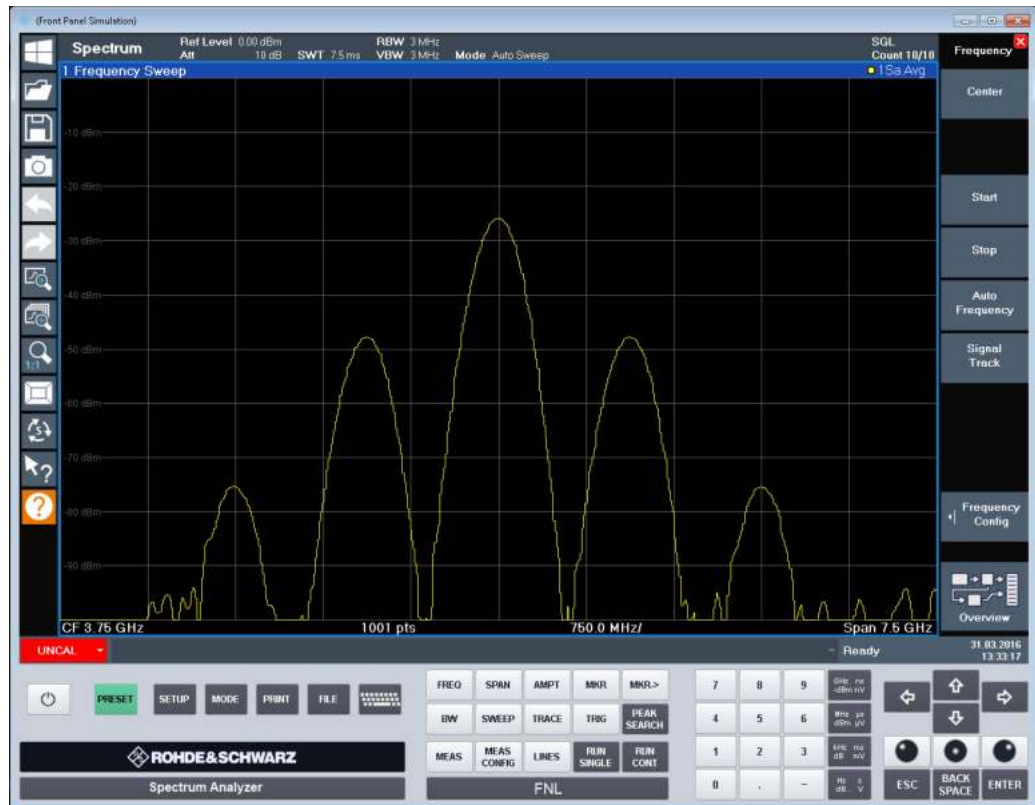 (Front Panel Simulation)
Spectrum
Ref Level 0.00 dBm
RBW 3 MHz
SGL
Att 10 dB SWT 7.5 ms VBW 3 MHz Mode Auto Sweep
Count 10/10
1 Frequency Sweep
1Sa Avg
-10 dBm
-20 dBm
-30 dBm
-40 dBm
-50 dBm
-60 dBm
-70 dBm
-80 dBm
-90 dBm
CF 3.75 GHz
1001 pts
750.0 MHz/
Span 7.5 GHz
1:1
Frequency
Center
Start
Stop
Auto
Frequency
Signal
Track
Frequency
Config
Overview
UNCAL
Ready
31.03.2016
13:33:17
PRESET
SETUP
MODE
PRINT
FILE
ROHDE&SCHWARZ
Spectrum Analyzer
FREQ SPAN AMPT MKR MKR->
BW SWEEP TRACE TRIG PEAK
SEARCH
MEAS MEAS
CONFIG LINES RUN
SINGLE RUN
CONT
FNL
7 8 9
4 5 6
1 2 3
0 . -
ESC
BACK
SPACE
ENTER